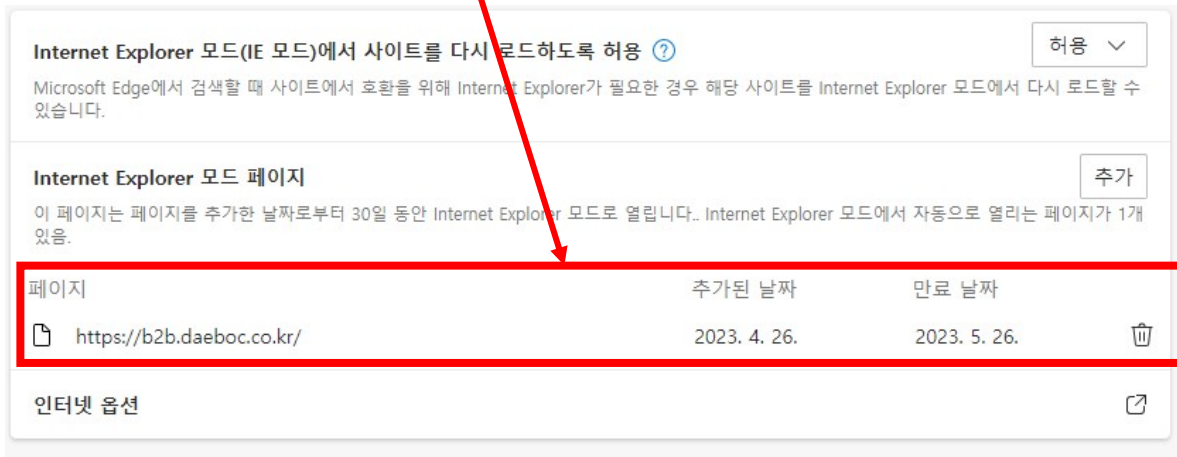 Internet Explorer 모드(IE 모드)에서 사이트를 다시 로드하도록 허용
허용
Microsoft Edge에서 검색할 때 사이트에서 호환을 위해 Internet Explorer가 필요한 경우 해당 사이트를 Internet Explorer 모드에서 다시 로드할 수
있습니다.
Internet Explorer 모드 페이지
추가
이 페이지는 페이지를 추가한 날짜로부터 30일 동안 Internet Explorer 모드로 열립니다.. Internet Explorer 모드에서 자동으로 열리는 페이지가 1개
있음.
페이지 추가된 날짜 만료 날짜
https://b2b.daeboc.co.kr/ 2023. 4. 26. 2023. 5. 26.
인터넷 옵션